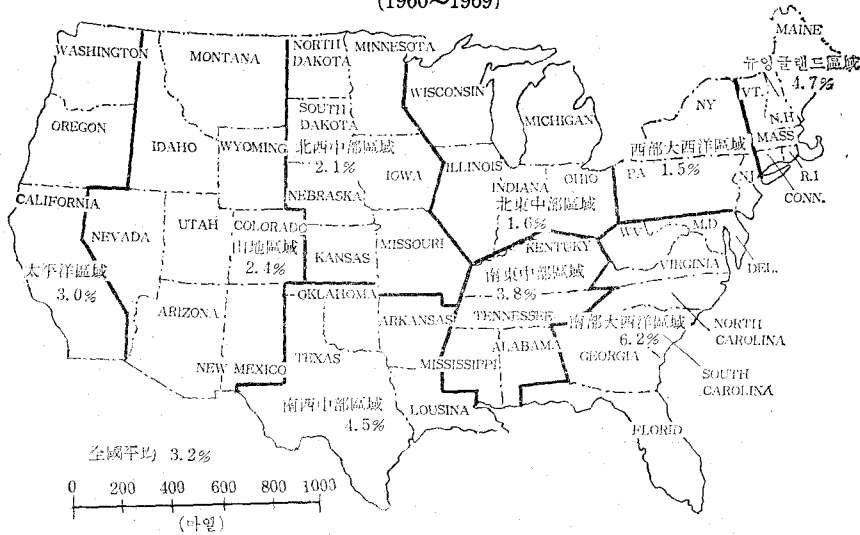 (1960~1969)
MAINE
WASHINGTON
MONTANA
NORTH
DAKOTA
MINNESOTA
뉴잉글랜드區域
4.7%
VT.
WISCONSIN
SOUTH
DAKOTA
MICHIGAN
NY
N.H
OREGON
IDAHO
WYOMING
北西中部區域
2.1%
MASS
西部大西洋區域
1.5%
IOWA
ILLINOIS
INDIANA
OHIO
PA
NJ
R.I
CONN.
NEBRASKA
北東中部區域
1.6%
CALIFORNIA
NEVADA
UTAH
COLORADO
山地區域
2.4%
KANSAS
MISSOURI
KENTUKY
WV
M.D
VIRGINIA
DEL.
太平洋區域
3.0%
南東中部區域
3.8%
OKLAHOMA
ARIZONA
ARKANSAS
TENNESSEE
南部大西洋區域
6.2%
NORTH
CAROLINA
NEW MEXICO
TEXAS
MISSISSIPPI
ALABAMA
GEORGIA
SOUTH
CAROLINA
南西中部區域
4.5%
LOUSINA
FLORID
全國平均 3.2%
0 200 400 600 800 1000
(마일)